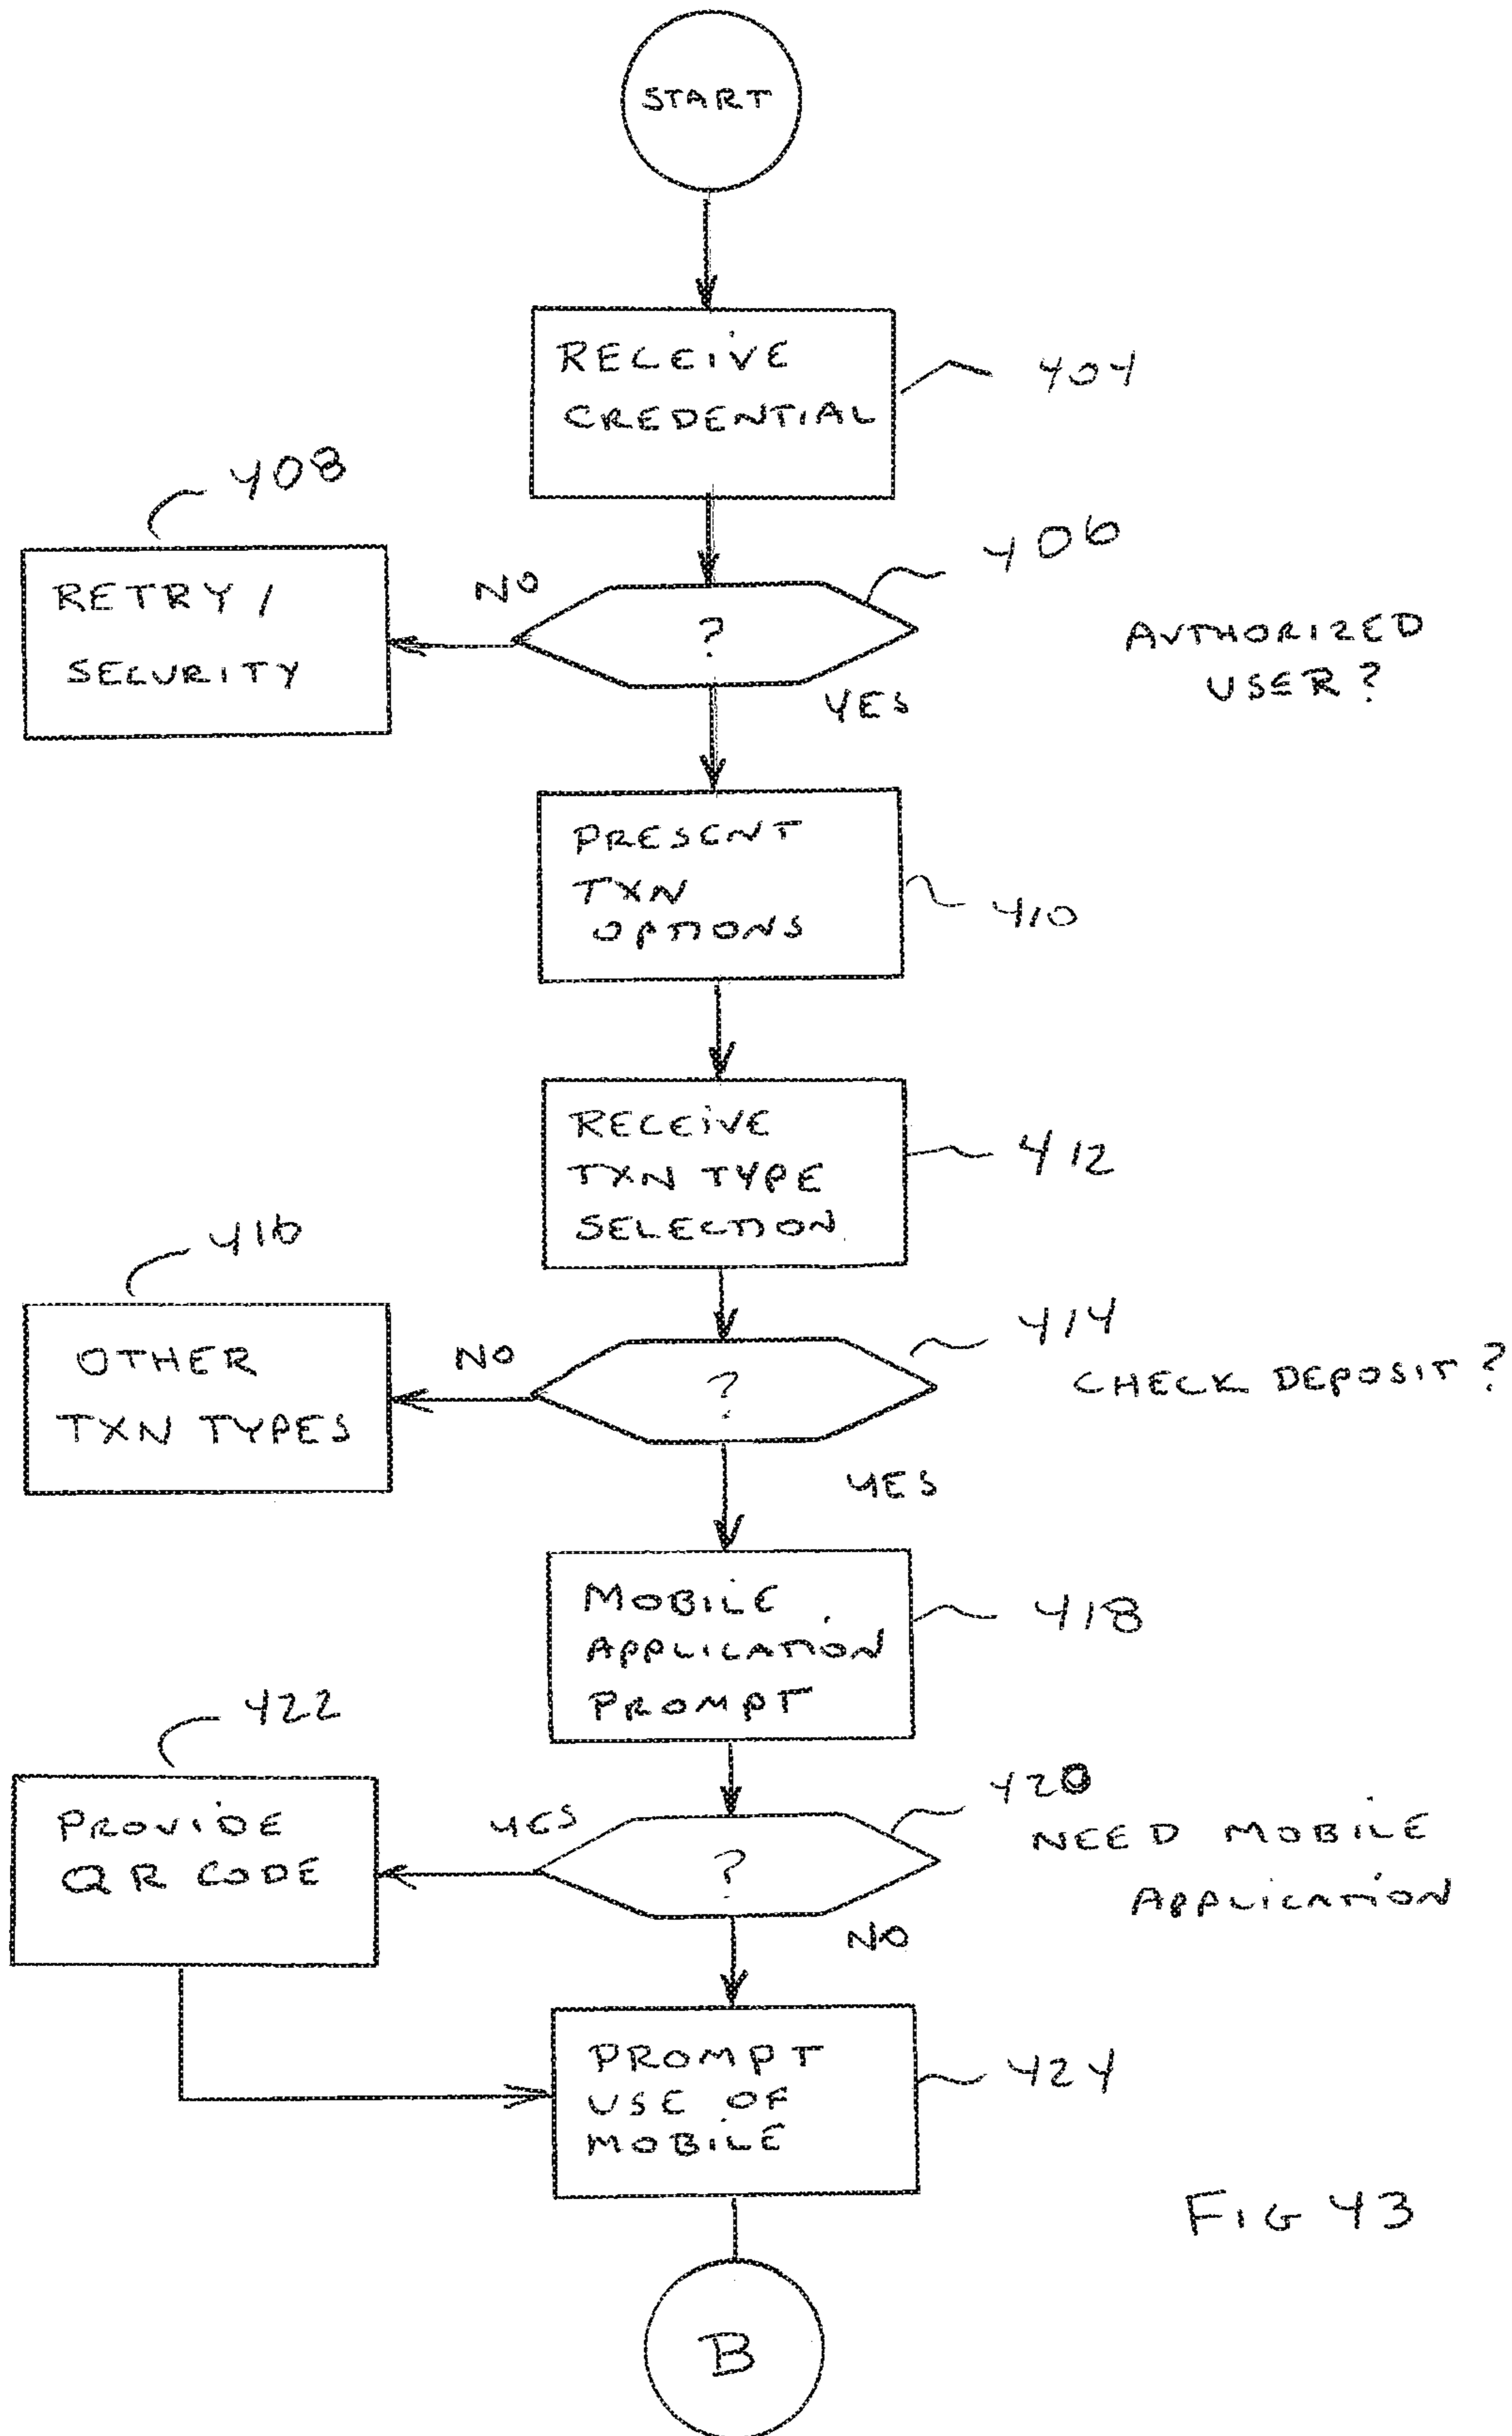 START
RECEIVE
CREDENTIAL
404
408
RETRY /
SECURITY
NO
?
406
AUTHORIZED
USER?
YES
PRESENT
TXN
OPTIONS
410
RECEIVE
TXN TYPE
SELECTION
412
416
OTHER
TXN TYPES
NO
?
414
CHECK DEPOSIT?
YES
MOBILE
APPLICATION
PROMPT
418
422
PROVIDE
QR CODE
YES
?
420
NEED MOBILE
APPLICATION
NO
PROMPT
USE OF
MOBILE
424
FIG 43
B